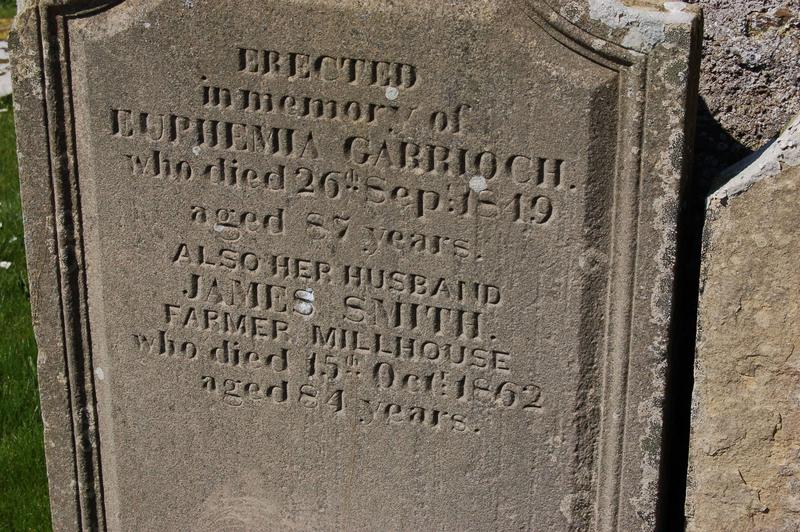 ERECTED
in memory of
EUPHEMIA GARRIOCH.
who died 26th Sept. 1849
aged 87 years.
ALSO HER HUSBAND
JAMES SMITH.
FARMER MILLHOUSE
who died 15th Oct. 1862
aged 84 years.